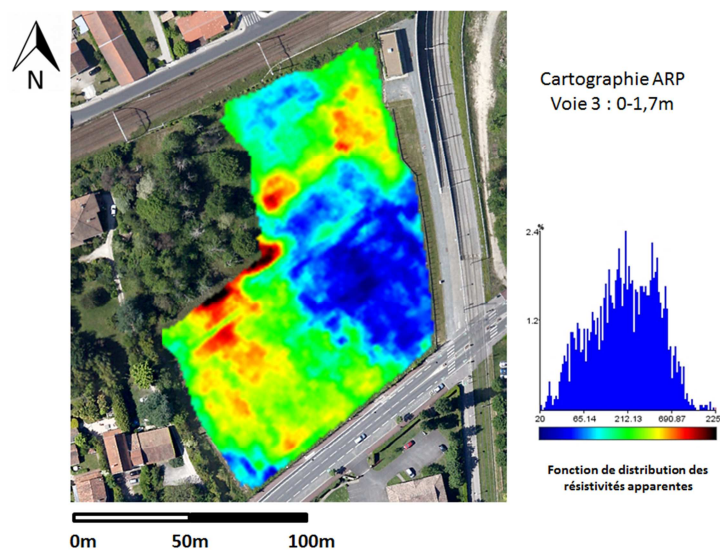 N
Cartographie ARP
Voie 3 : 0-1,7m
%
2.4
1.2
20 65.14 212.13 690.87 225
Fonction de distribution des
résistivités apparentes
0m 50m 100m